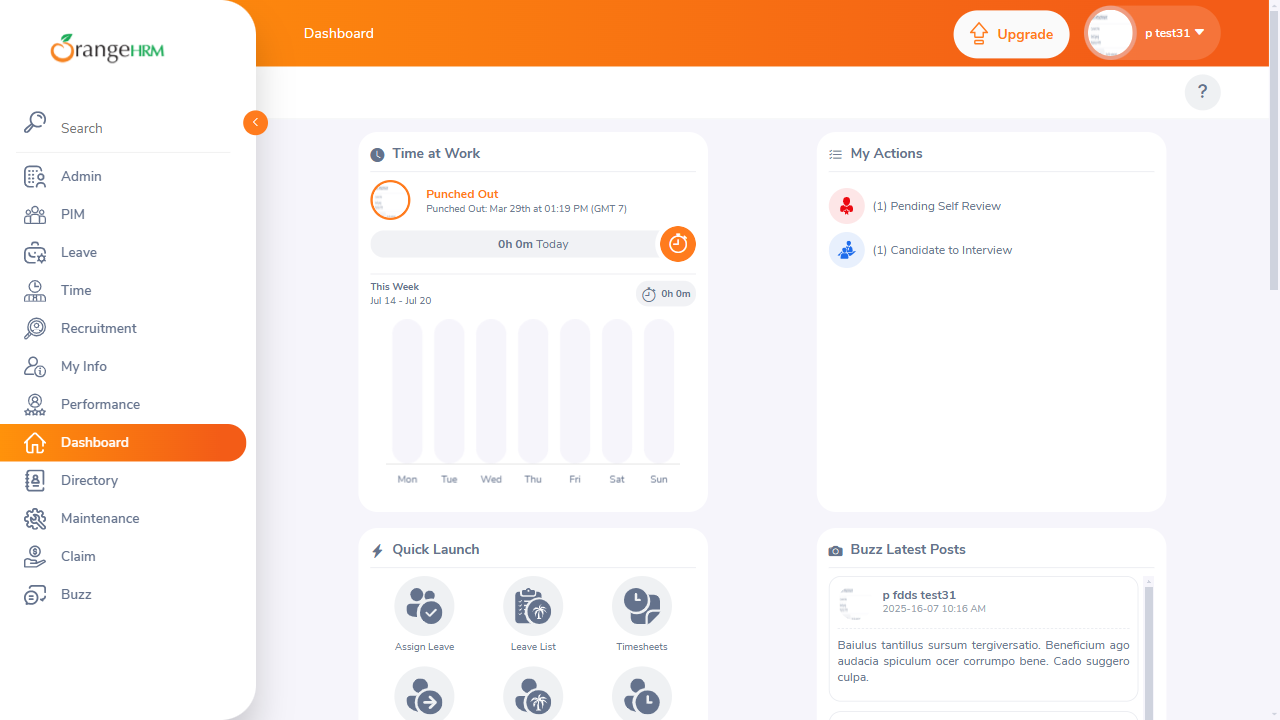 OrangeHRM
Dashboard
Upgrade
p test31
?
Search
Admin
PIM
Leave
Time
Recruitment
My Info
Performance
Dashboard
Directory
Maintenance
Claim
Buzz
Time at Work
Punched Out
Punched Out: Mar 29th at 01:19 PM (GMT 7)
0h 0m Today
This Week
Jul 14 - Jul 20
0h 0m
Mon Tue Wed Thu Fri Sat Sun
My Actions
(1) Pending Self Review
(1) Candidate to Interview
Quick Launch
Assign Leave
Leave List
Timesheets
Buzz Latest Posts
p fdds test31
2025-16-07 10:16 AM
Baiulus tantillus sursum tergiversatio. Beneficium ago
audacia spiculum ocer corrumpo bene. Cado suggero
culpa.